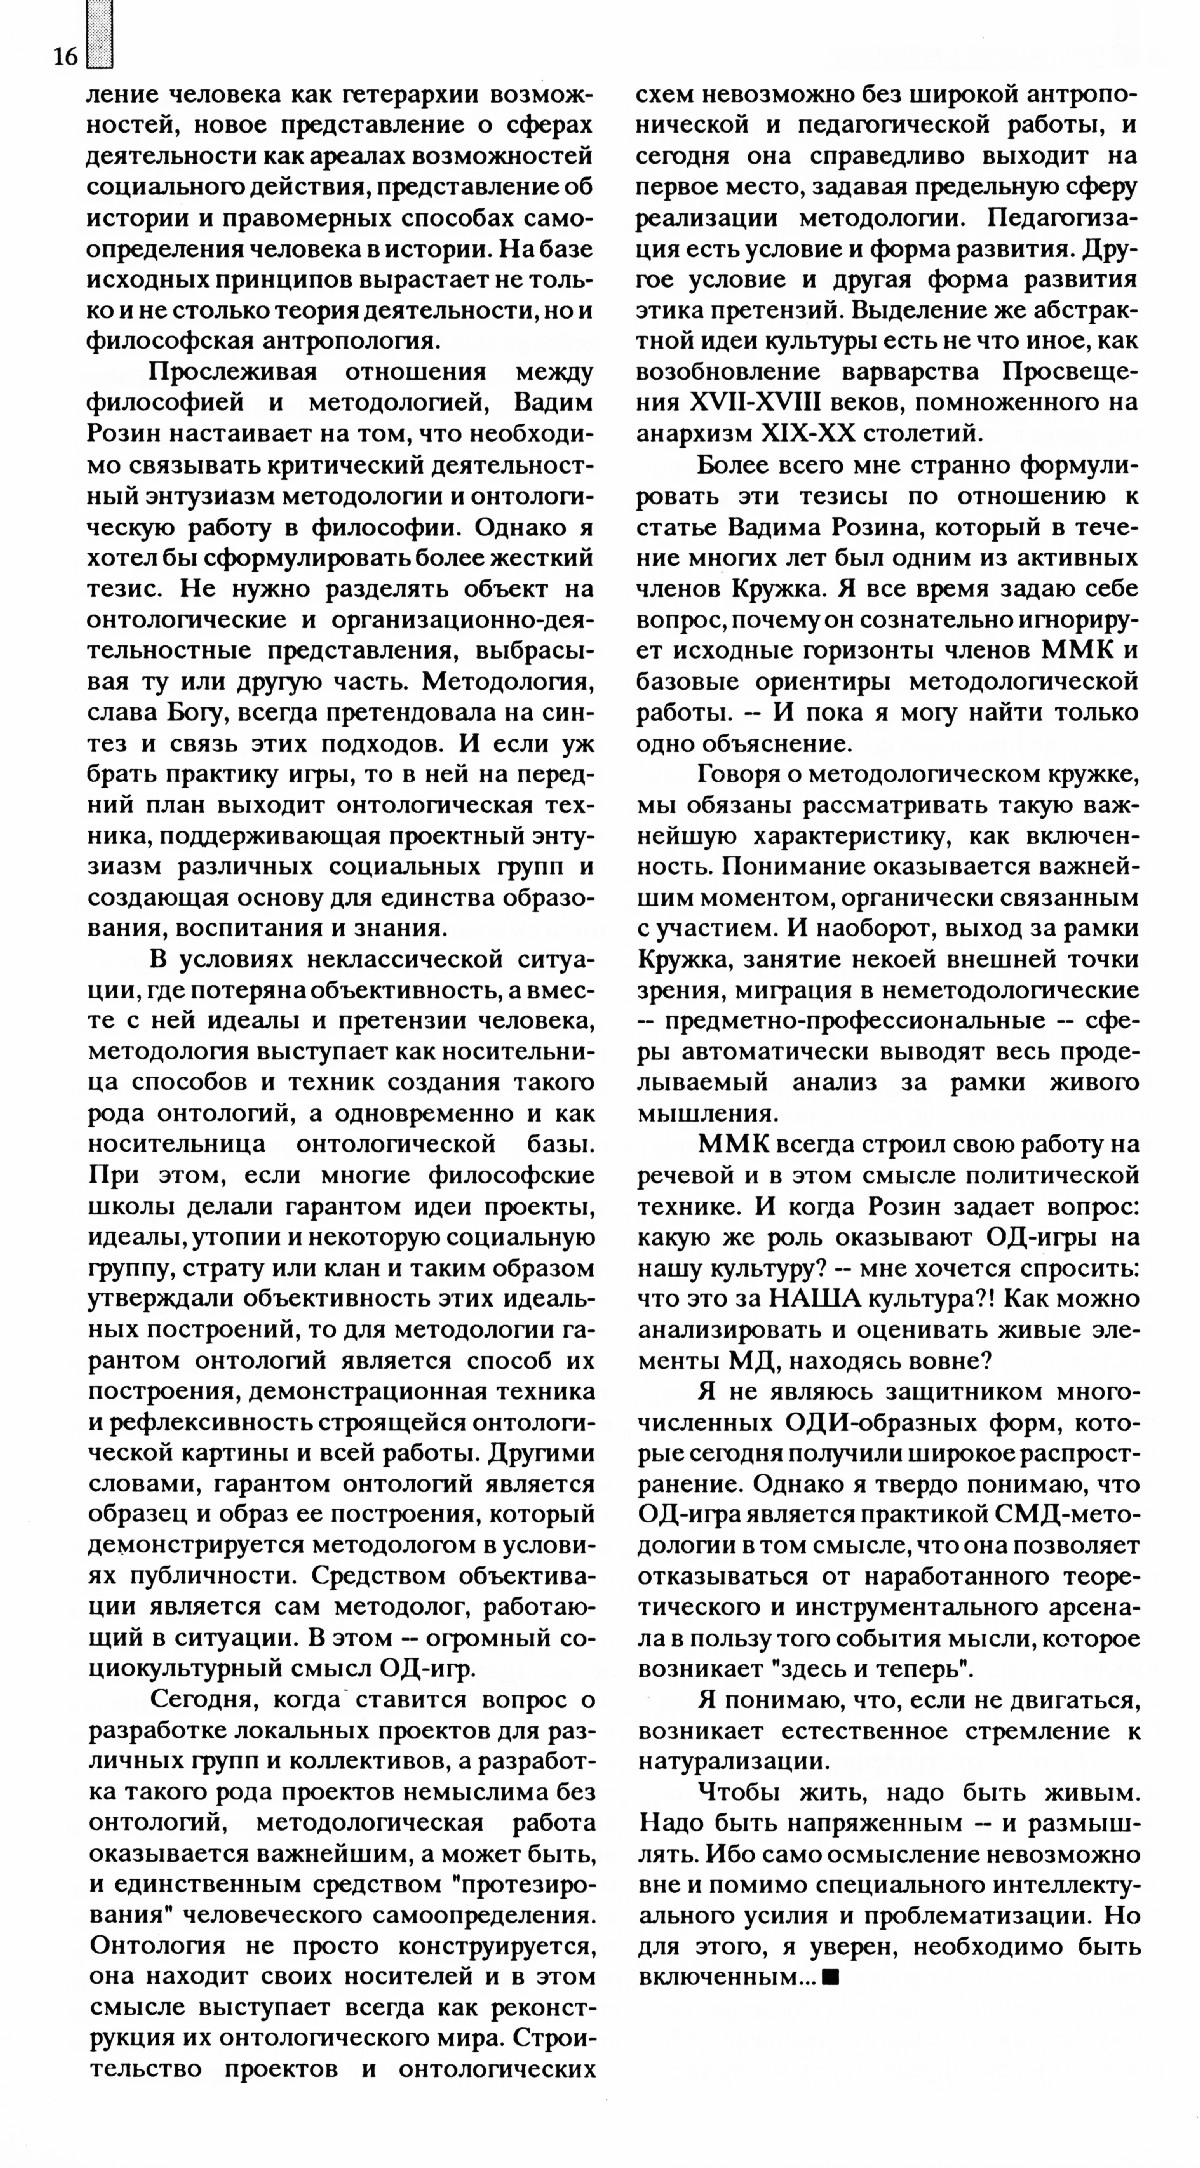 16
ление человека как гетерархии возмож-
ностей, новое представление о сферах
деятельности как ареалах возможностей
социального действия, представление об
истории и правомерных способах само-
определения человека в истории. На базе
исходных принципов вырастает не толь-
ко и не столько теория деятельности, но и
философская антропология.
Прослеживая отношения между
философией и методологией, Вадим
Розин настаивает на том, что необходи-
мо связывать критический деятельност-
ный энтузиазм методологии и онтологи-
ческую работу в философии. Однако я
хотел бы сформулировать более жесткий
тезис. Не нужно разделять объект на
онтологические и организационно-дея-
тельностные представления, выбрасы-
вая ту или другую часть. Методология,
слава Богу, всегда претендовала на син-
тез и связь этих подходов. И если уж
брать практику игры, то в ней на перед-
ний план выходит онтологическая тех-
ника, поддерживающая проектный энту-
зиазм различных социальных групп и
создающая основу для единства образо-
вания, воспитания и знания.
В условиях неклассической ситуа-
ции, где потеряна объективность, а вмес-
те с ней идеалы и претензии человека,
методология выступает как носительни-
ца способов и техник создания такого
рода онтологий, а одновременно и как
носительница онтологической базы.
При этом, если многие философские
школы делали гарантом идеи проекты,
идеалы, утопии и некоторую социальную
группу, страту или клан и таким образом
утверждали объективность этих идеаль-
ных построений, то для методологии га-
рантом онтологий является способ их
построения, демонстрационная техника
и рефлексивность строящейся онтологи-
ческой картины и всей работы. Другими
словами, гарантом онтологий является
образец и образ ее построения, который
демонстрируется методологом в услови-
ях публичности. Средством объектива-
ции является сам методолог, работаю-
щий в ситуации. В этом -- огромный со-
циокультурный смысл ОД-игр.
Сегодня, когда ставится вопрос о
разработке локальных проектов для раз-
личных групп и коллективов, а разработ-
ка такого рода проектов немыслима без
онтологий, методологическая работа
оказывается важнейшим, а может быть,
и единственным средством "протезиро-
вания" человеческого самоопределения.
Онтология не просто конструируется,
она находит своих носителей и в этом
смысле выступает всегда как реконст-
рукция их онтологического мира. Строи-
тельство проектов и онтологических
схем невозможно без широкой антропо-
нической и педагогической работы, и
сегодня она справедливо выходит на
первое место, задавая предельную сферу
реализации методологии. Педагогиза-
ция есть условие и форма развития. Дру-
гое условие и другая форма развития
этика претензий. Выделение же абстрак-
тной идеи культуры есть не что иное, как
возобновление варварства Просвеще-
ния XVII-XVIII веков, помноженного на
анархизм XIX-XX столетий.
Более всего мне странно формули-
ровать эти тезисы по отношению к
статье Вадима Розина, который в тече-
ние многих лет был одним из активных
членов Кружка. Я все время задаю себе
вопрос, почему он сознательно игнориру-
ет исходные горизонты членов ММК и
базовые ориентиры методологической
работы. -- И пока я могу найти только
одно объяснение.
Говоря о методологическом кружке,
мы обязаны рассматривать такую важ-
нейшую характеристику, как включен-
ность. Понимание оказывается важней-
шим моментом, органически связанным
с участием. И наоборот, выход за рамки
Кружка, занятие некоей внешней точки
зрения, миграция в неметодологические
-- предметно-профессиональные -- сфе-
ры автоматически выводят весь проде-
лываемый анализ за рамки живого
мышления.
ММК всегда строил свою работу на
речевой и в этом смысле политической
технике. И когда Розин задает вопрос:
какую же роль оказывают ОД-игры на
нашу культуру? -- мне хочется спросить:
что это за НАША культура?! Как можно
анализировать и оценивать живые эле-
менты МД, находясь вовне?
Я не являюсь защитником много-
численных ОДИ-образных форм, кото-
рые сегодня получили широкое распрост-
ранение. Однако я твердо понимаю, что
ОД-игра является практикой СМД-мето-
дологии в том смысле, что она позволяет
отказываться от наработанного теоре-
тического и инструментального арсена-
ла в пользу того события мысли, которое
возникает "здесь и теперь".
Я понимаю, что, если не двигаться,
возникает естественное стремление к
натурализации.
Чтобы жить, надо быть живым.
Надо быть напряженным -- и размыш-
лять. Ибо само осмысление невозможно
вне и помимо специального интеллекту-
ального усилия и проблематизации. Но
для этого, я уверен, необходимо быть
включенным... ■